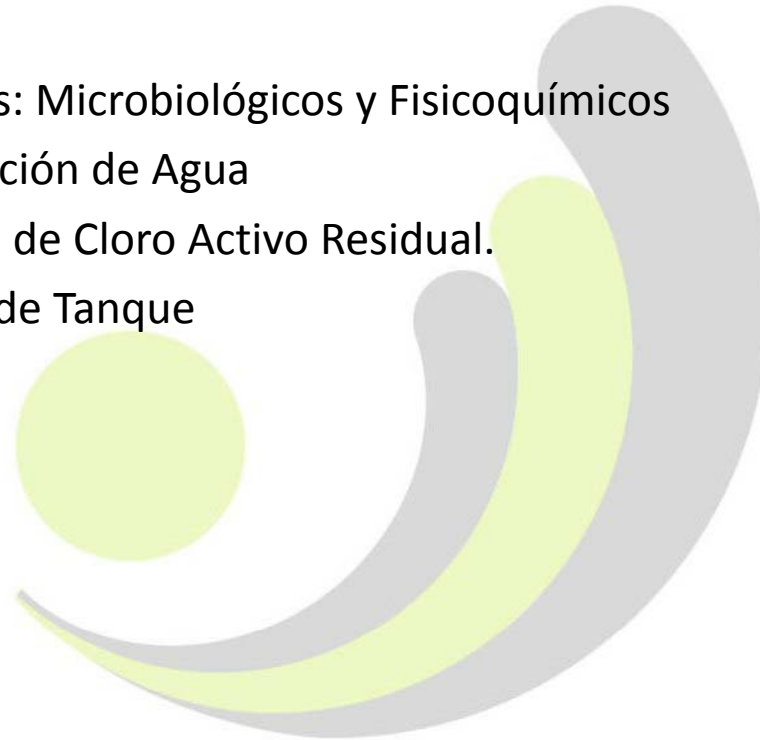 s: Microbiológicos y Fisicoquímicos
ción de Agua
de Cloro Activo Residual.
de Tanque